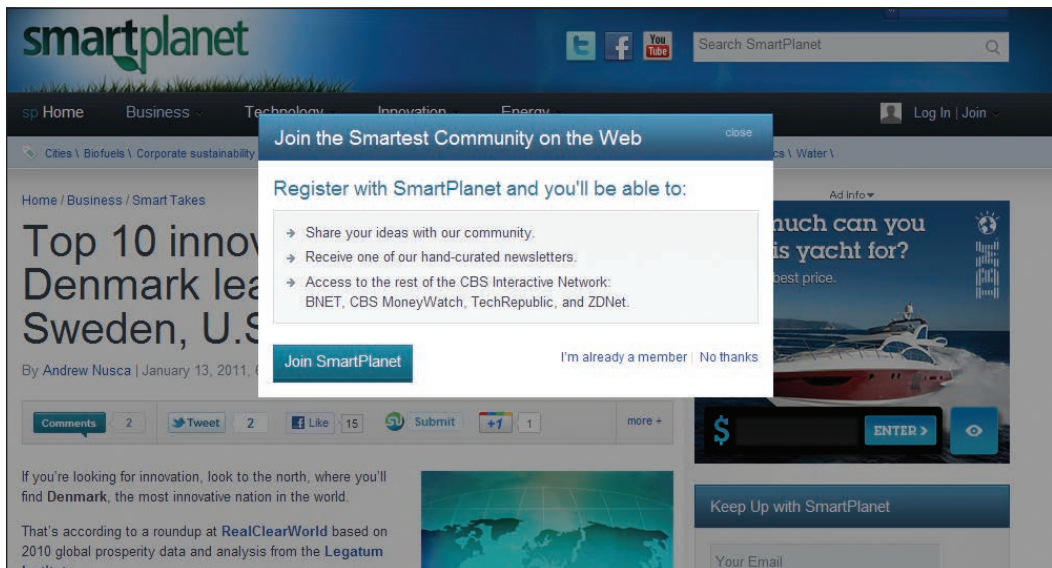 smartplanet
You
Tube
Search SmartPlanet
sp Home Business Technology Innovation Energy Log In | Join
Cities \ Biofuels \ Corporate sustainability
cs \ Water \
Join the Smartest Community on the Web close
Register with SmartPlanet and you'll be able to:
Share your ideas with our community.
Receive one of our hand-curated newsletters.
Access to the rest of the CBS Interactive Network:
BNET, CBS MoneyWatch, TechRepublic, and ZDNet.
Join SmartPlanet I'm already a member | No thanks
Home / Business / Smart Takes
Top 10 innov
Denmark lea
Sweden, U.S
By Andrew Nusca | January 13, 2011,
Comments 2 Tweet 2 Like 15 Submit +1 1 more +
If you're looking for innovation, look to the north, where you'll
find Denmark, the most innovative nation in the world.
That's according to a roundup at RealClearWorld based on
2010 global prosperity data and analysis from the Legatum
Ad Info
much can you
is yacht for?
best price.
$ ENTER >
Keep Up with SmartPlanet
Your Email